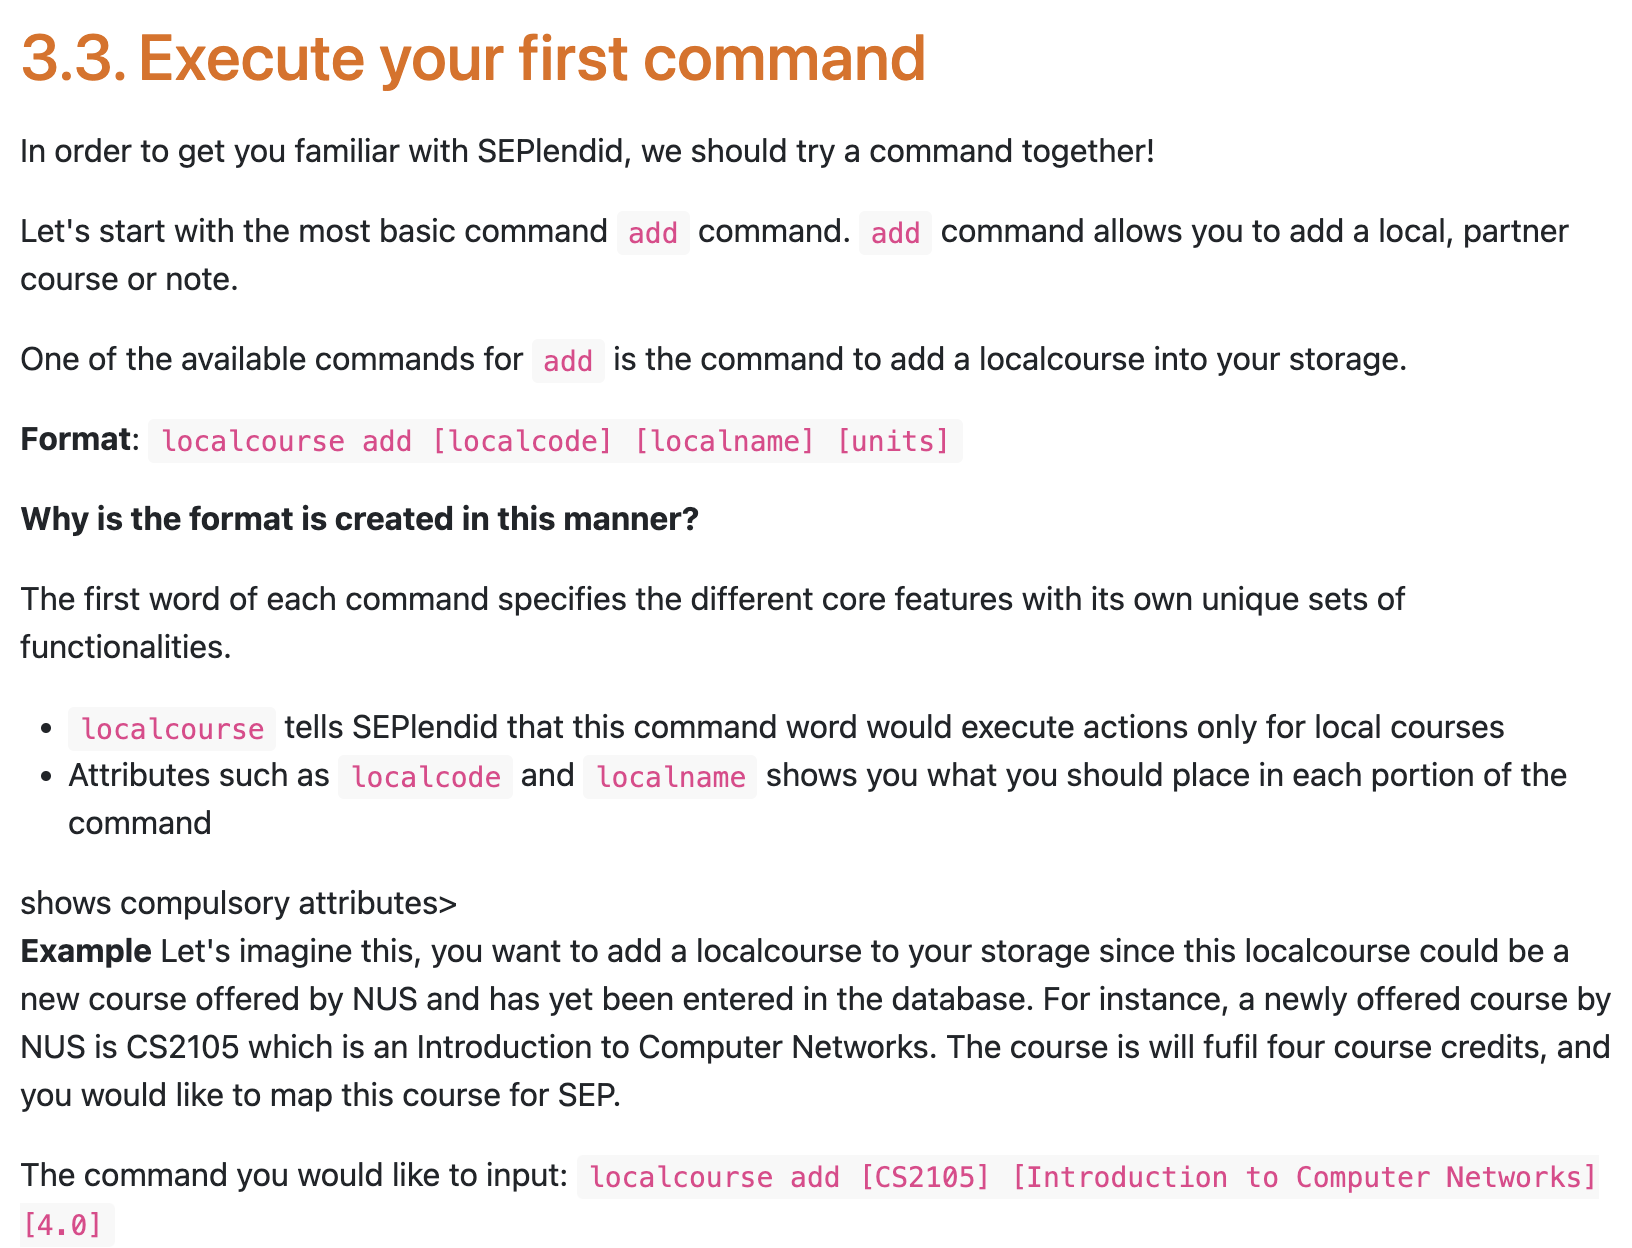 3.3. Execute your first command
In order to get you familiar with SEPlendid, we should try a command together!
Let's start with the most basic command add command. add command allows you to add a local, partner
course or note.
One of the available commands for add is the command to add a localcourse into your storage.
Format: localcourse add [localcode] [localname] [units]
Why is the format is created in this manner?
The first word of each command specifies the different core features with its own unique sets of
functionalities.
• localcourse tells SEPlendid that this command word would execute actions only for local courses
• Attributes such as localcode and localname shows you what you should place in each portion of the
command
shows compulsory attributes>
Example Let's imagine this, you want to add a localcourse to your storage since this localcourse could be a
new course offered by NUS and has yet been entered in the database. For instance, a newly offered course by
NUS is CS2105 which is an Introduction to Computer Networks. The course is will fufil four course credits, and
you would like to map this course for SEP.
The command you would like to input: localcourse add [CS2105] [Introduction to Computer Networks]
[4.0]